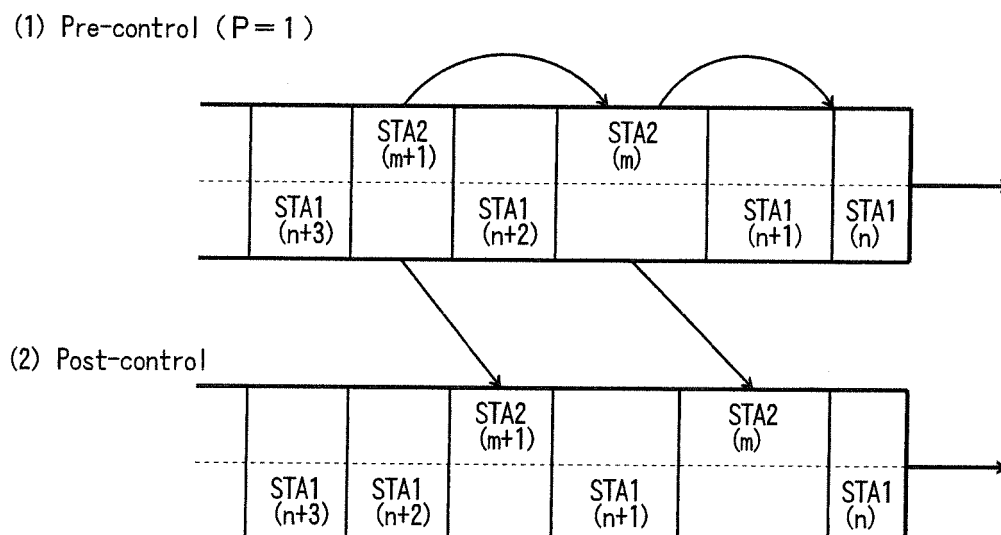 (1) Pre-control (P=1)
STA2
(m+1)
STA2
(m)
STA1
(n+3)
STA1
(n+2)
STA1
(n+1)
STA1
(n)
(2) Post-control
STA2
(m+1)
STA2
(m)
STA1
(n+3)
STA1
(n+2)
STA1
(n+1)
STA1
(n)